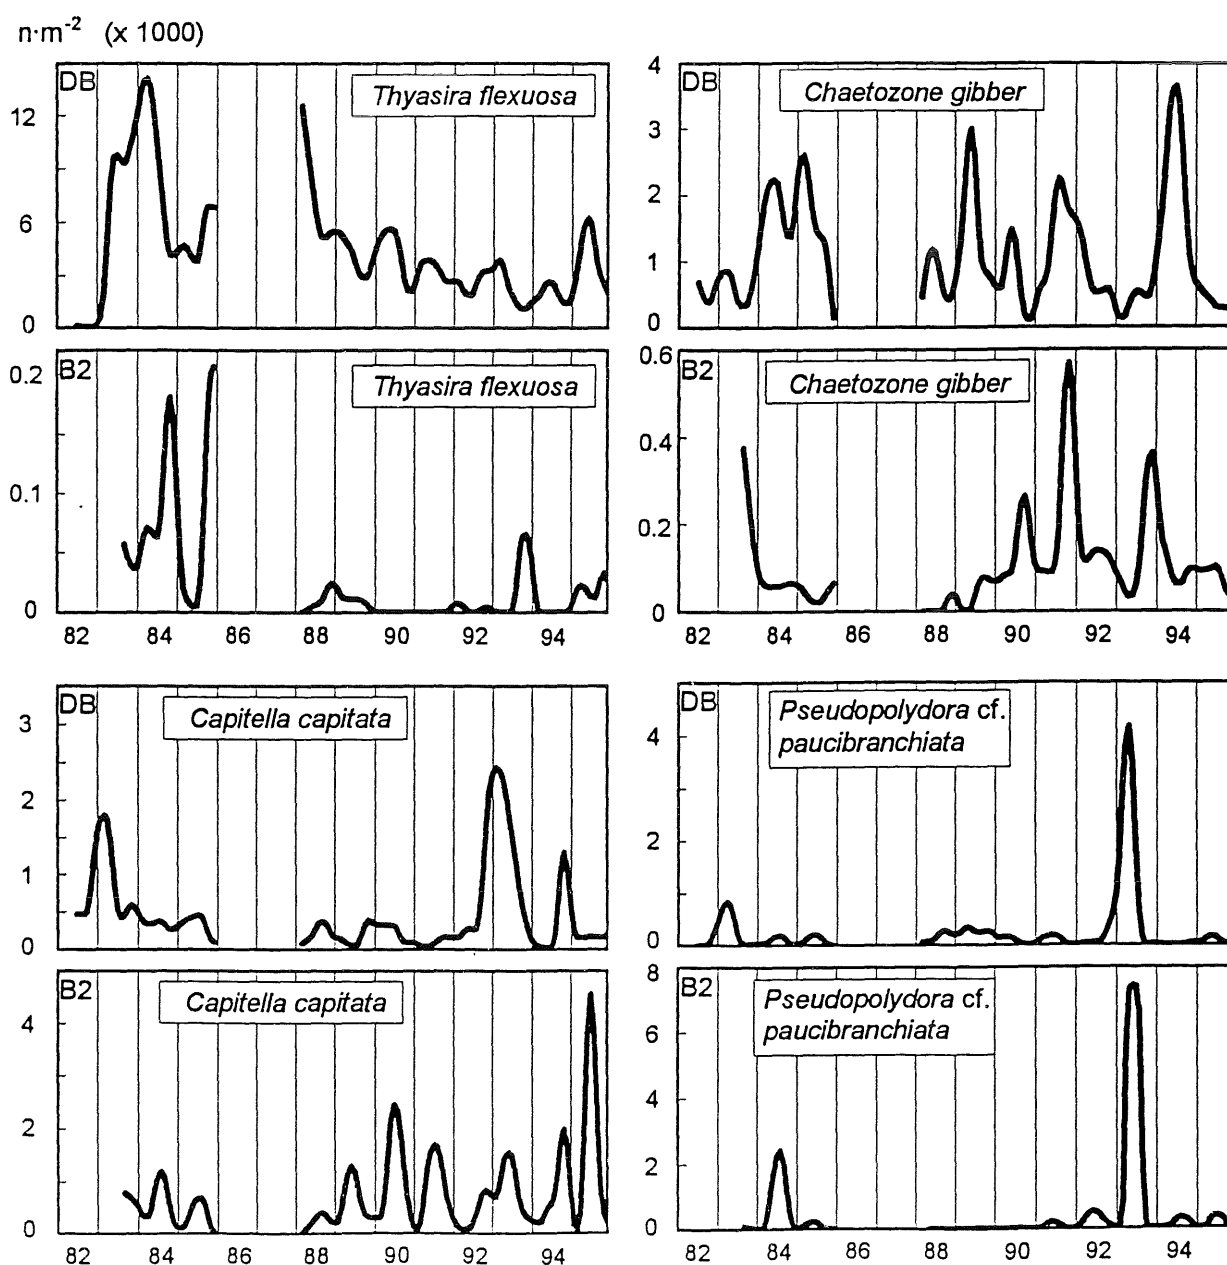 n·m-2 (x 1000)
DB
Thyasira flexuosa
12
6
0
DB
Chaetozone gibber
4
3
2
1
0
B2
Thyasira flexuosa
0.2
0.1
0
82 84 86 88 90 92 94
B2
Chaetozone gibber
0.6
0.4
0.2
0
82 84 86 88 90 92 94
DB
Capitella capitata
3
2
1
0
DB
Pseudopolydora cf.
paucibranchiata
4
2
0
B2
Capitella capitata
4
2
0
82 84 86 88 90 92 94
B2
Pseudopolydora cf.
paucibranchiata
8
6
4
2
0
82 84 86 88 90 92 94